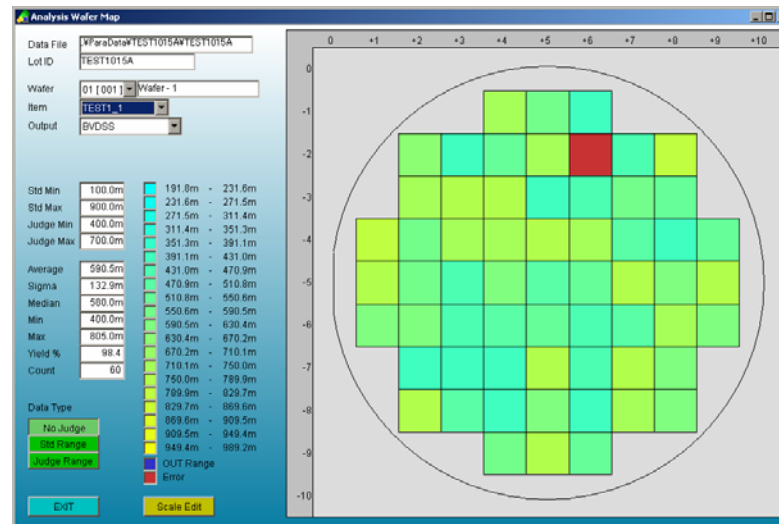 Analysis Wafer Map
Data File .¥ParaData¥TEST1015A¥TEST1015A
Lot ID TEST1015A
Wafer 01 [ 001 ] Wafer - 1
Item TEST1_1
Output BVDSS
Std Min 100.0m
Std Max 900.0m
Judge Min 400.0m
Judge Max 700.0m
Average 590.5m
Sigma 132.9m
Median 580.0m
Min 400.0m
Max 805.0m
Yield % 98.4
Count 60
Data Type
No Judge
Std Range
Judge Range
EXIT
191.8m - 231.6m
231.6m - 271.5m
271.5m - 311.4m
311.4m - 351.3m
351.3m - 391.1m
391.1m - 431.0m
431.0m - 470.9m
470.9m - 510.8m
510.8m - 550.6m
550.6m - 590.5m
590.5m - 630.4m
630.4m - 670.2m
670.2m - 710.1m
710.1m - 750.0m
750.0m - 789.9m
789.9m - 829.7m
829.7m - 869.6m
869.6m - 909.5m
909.5m - 949.4m
949.4m - 989.2m
OUT Range
Error
Scale Edit
0 +1 +2 +3 +4 +5 +6 +7 +8 +9 +10
0
-1
-2
-3
-4
-5
-6
-7
-8
-9
-10